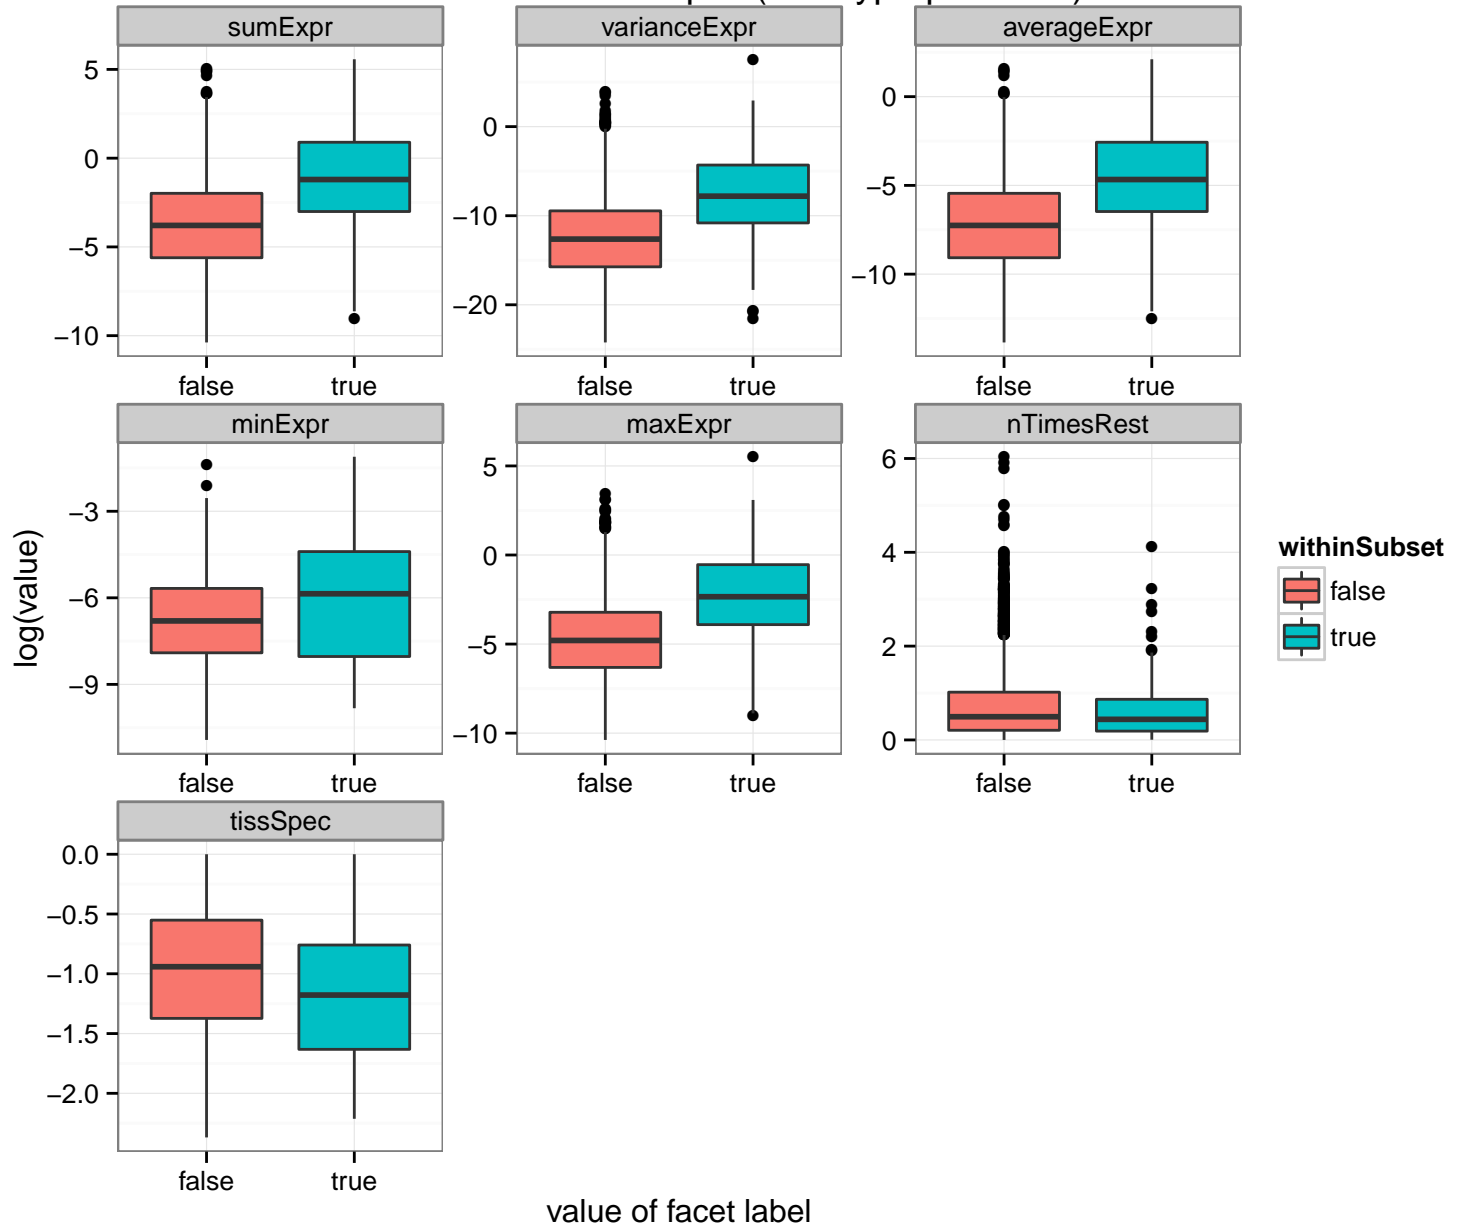 sumExpr
varianceExpr
averageExpr
5
0
−5
−10
false
true
0
−10
−20
false
true
0
−5
−10
false
true
minExpr
maxExpr
nTimesRest
−3
−6
−9
false
true
5
0
−5
−10
false
true
6
4
2
0
false
true
tissSpec
0.0
−0.5
−1.0
−1.5
−2.0
false
true
log(value)
value of facet label
withinSubset
false
true